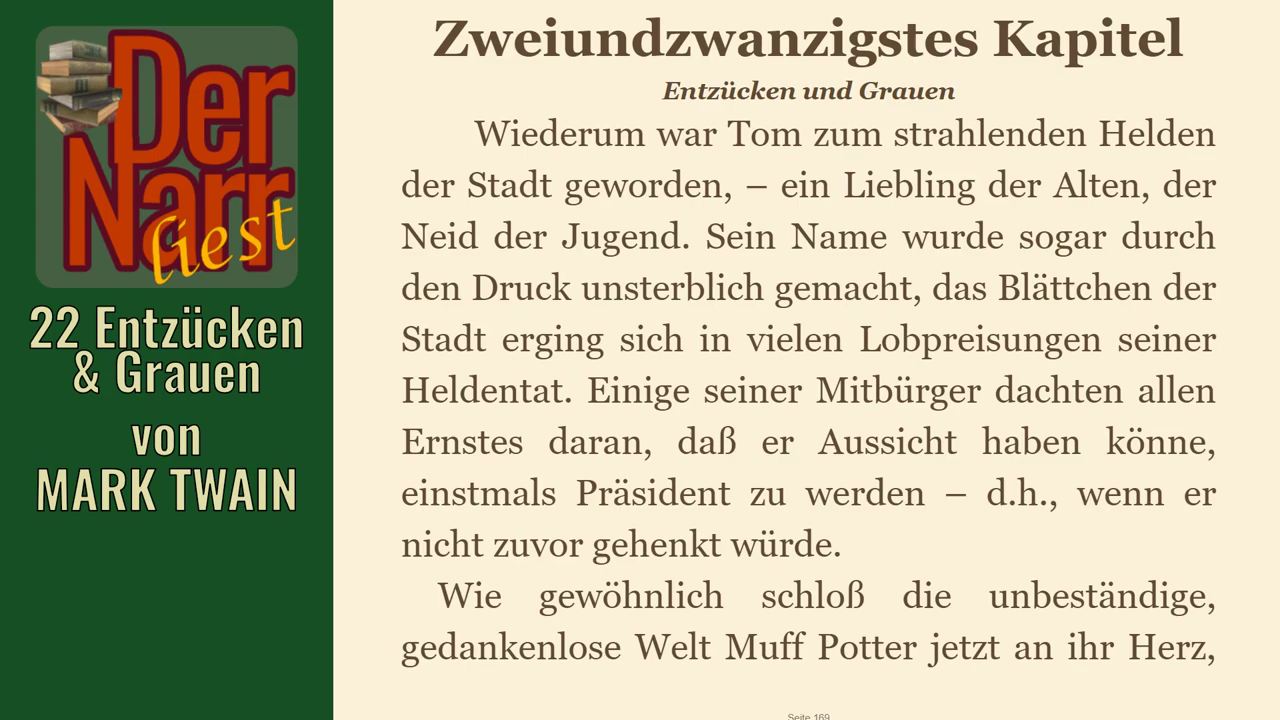 Der
Narr
liest
22 Entzücken
& Grauen
von
MARK TWAIN
Zweiundzwanzigstes Kapitel
Entzücken und Grauen
Wiederum war Tom zum strahlenden Helden
der Stadt geworden, – ein Liebling der Alten, der
Neid der Jugend. Sein Name wurde sogar durch
den Druck unsterblich gemacht, das Blättchen der
Stadt erging sich in vielen Lobpreisungen seiner
Heldentat. Einige seiner Mitbürger dachten allen
Ernstes daran, daß er Aussicht haben könne,
einstmals Präsident zu werden – d.h., wenn er
nicht zuvor gehenkt würde.
Wie gewöhnlich schloß die unbeständige,
gedankenlose Welt Muff Potter jetzt an ihr Herz,
Seite 169